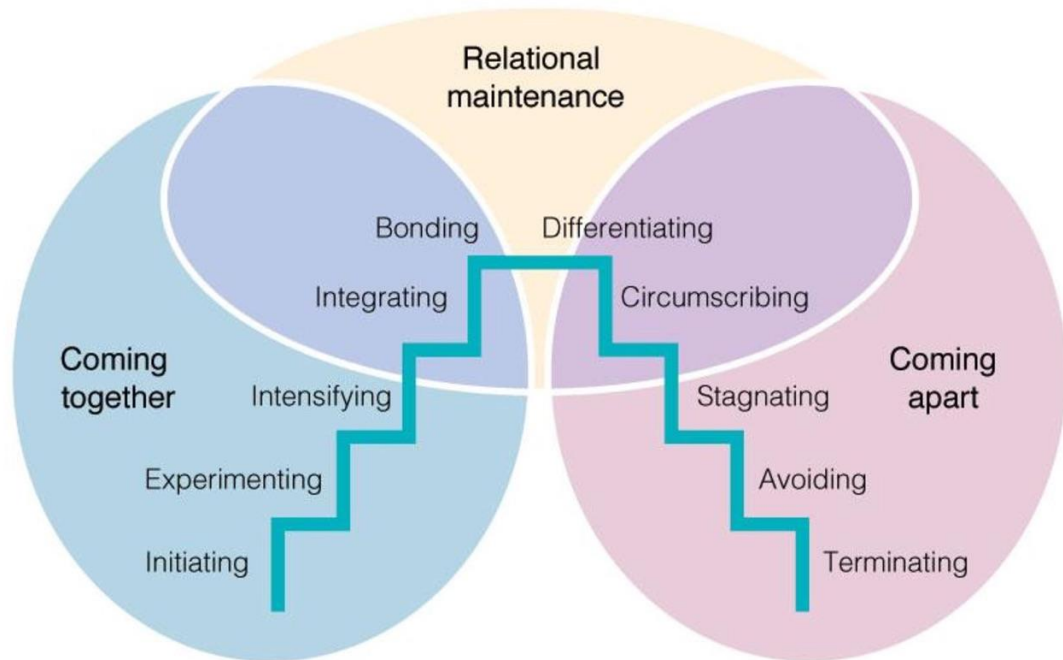 Relational
maintenance
Bonding
Differentiating
Integrating
Circumscribing
Coming
together
Coming
apart
Intensifying
Stagnating
Experimenting
Avoiding
Initiating
Terminating